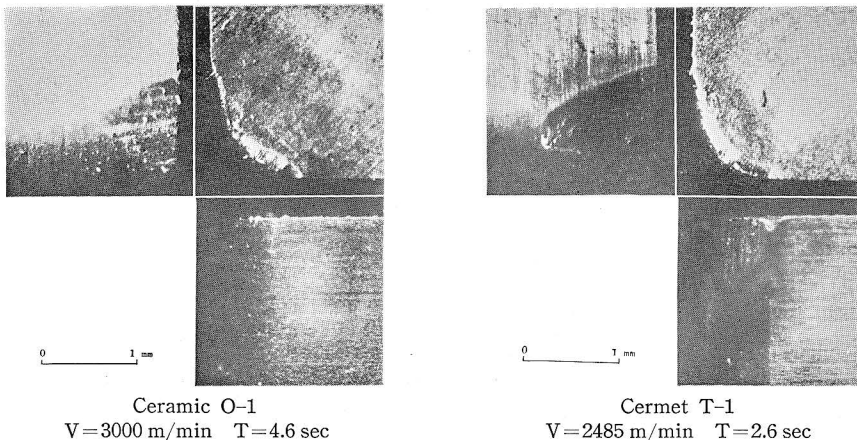 0 1 mm
0 1 mm
Ceramic O-1
V=3000 m/min T=4.6 sec
Cermet T-1
V=2485 m/min T=2.6 sec